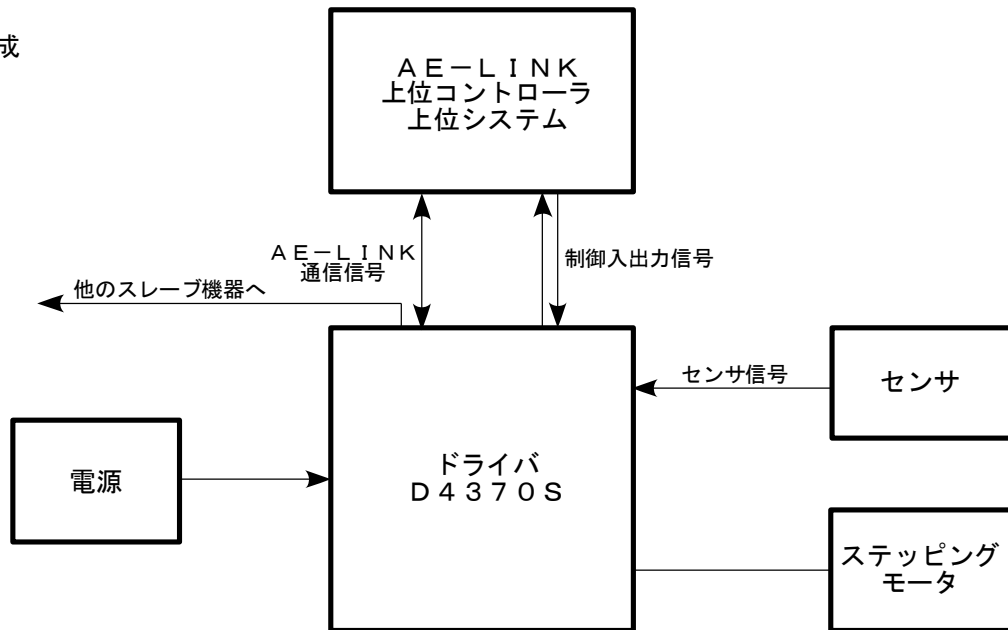 成
ＡＥ－ＬＩＮＫ
上位コントローラ
上位システム
ＡＥ－ＬＩＮＫ
通信信号
制御入出力信号
他のスレーブ機器へ
センサ信号
センサ
電源
ドライバ
Ｄ４３７０Ｓ
ステッピング
モータ